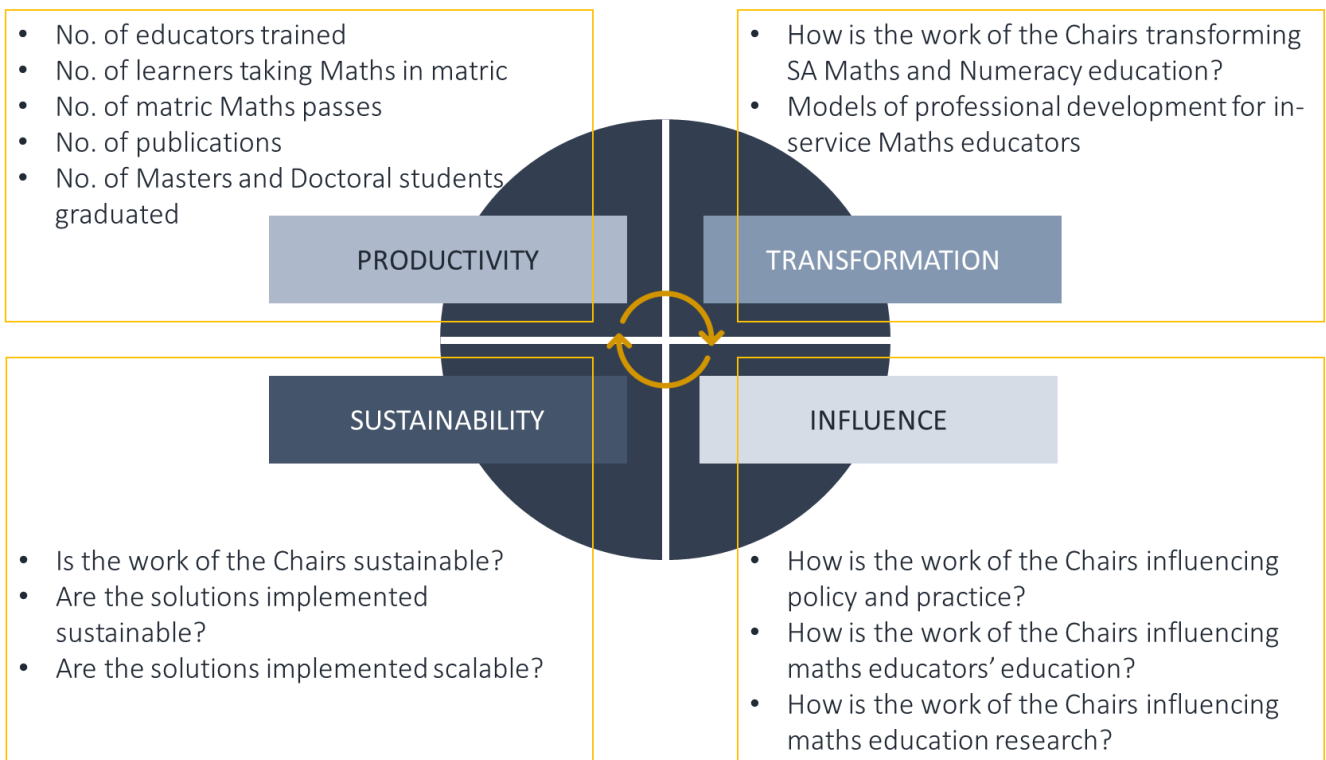 • No. of educators trained
• No. of learners taking Maths in matric
• No. of matric Maths passes
• No. of publications
• No. of Masters and Doctoral students
graduated
PRODUCTIVITY
• How is the work of the Chairs transforming
SA Maths and Numeracy education?
• Models of professional development for in-
service Maths educators
TRANSFORMATION
SUSTAINABILITY
• Is the work of the Chairs sustainable?
• Are the solutions implemented
sustainable?
• Are the solutions implemented scalable?
INFLUENCE
• How is the work of the Chairs influencing
policy and practice?
• How is the work of the Chairs influencing
maths educators’ education?
• How is the work of the Chairs influencing
maths education research?